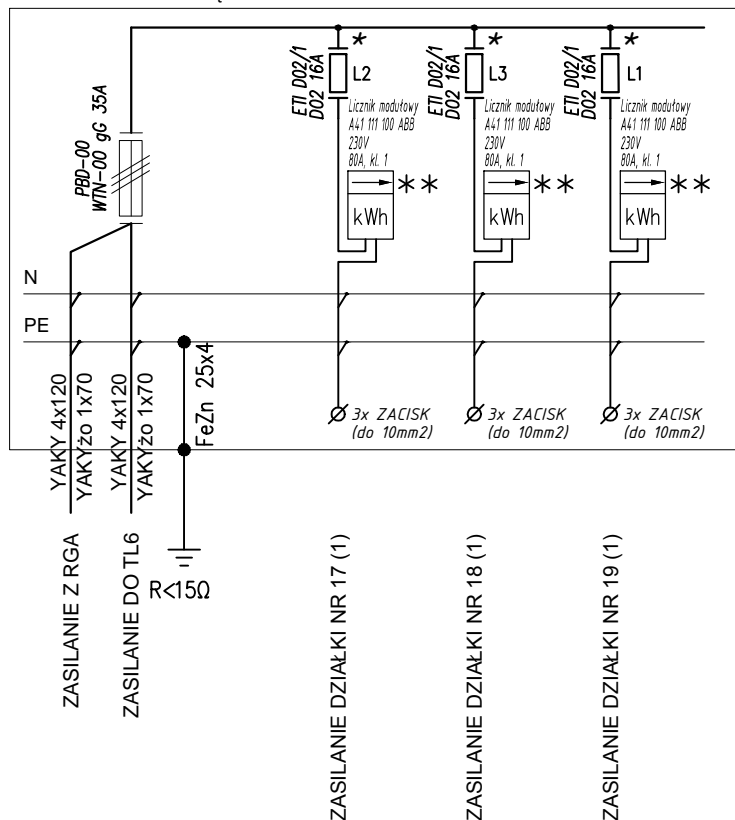 ETI D02/1
D02 16A
*
L2
ETI D02/1
D02 16A
*
L3
ETI D02/1
D02 16A
*
L1
PBD-00
WTN-00 gG 35A
Licznik modułowy
A41 111 100 ABB
230V
80A, kl. 1
Licznik modułowy
A41 111 100 ABB
230V
80A, kl. 1
Licznik modułowy
A41 111 100 ABB
230V
80A, kl. 1
**
kWh
**
kWh
**
kWh
N
PE
YAKY 4x120
YAKYżo 1x70
YAKY 4x120
YAKYżo 1x70
FeZn 25x4
3x ZACISK
(do 10mm2)
3x ZACISK
(do 10mm2)
3x ZACISK
(do 10mm2)
R<15Ω
ZASILANIE Z RGA
ZASILANIE DO TL6
ZASILANIE DZIAŁKI NR 17 (1)
ZASILANIE DZIAŁKI NR 18 (1)
ZASILANIE DZIAŁKI NR 19 (1)